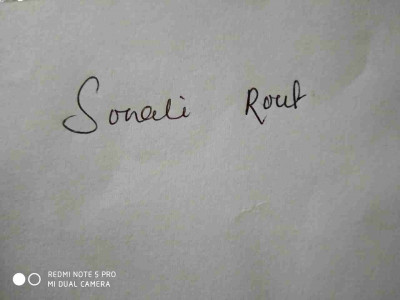 Sonali Rout
REDMI NOTE 5 PRO
MI DUAL CAMERA